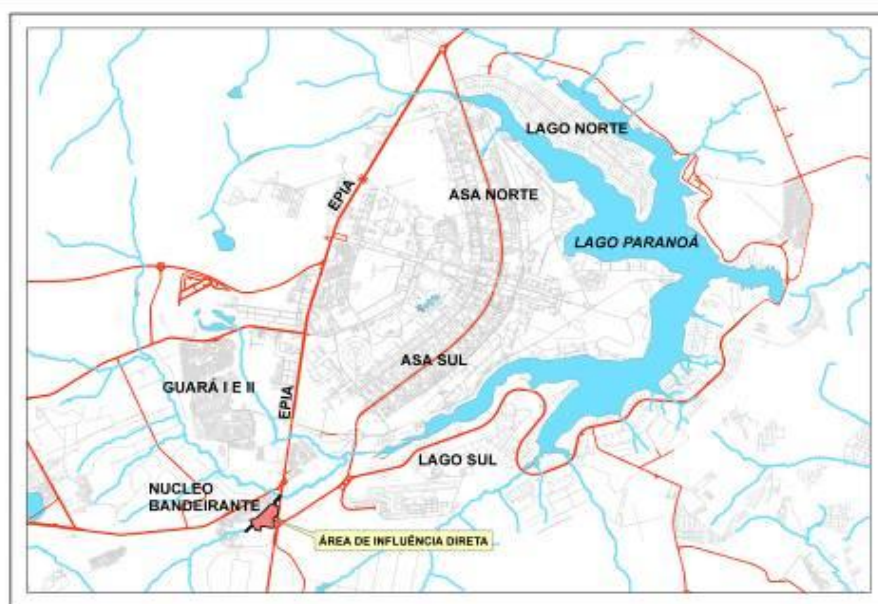 LAGO NORTE
ASA NORTE
EPIA
LAGO PARANOÁ
ASA SUL
GUARÁ I E II
EPIA
LAGO SUL
NUCLEO
BANDEIRANTE
ÁREA DE INFLUÊNCIA DIRETA